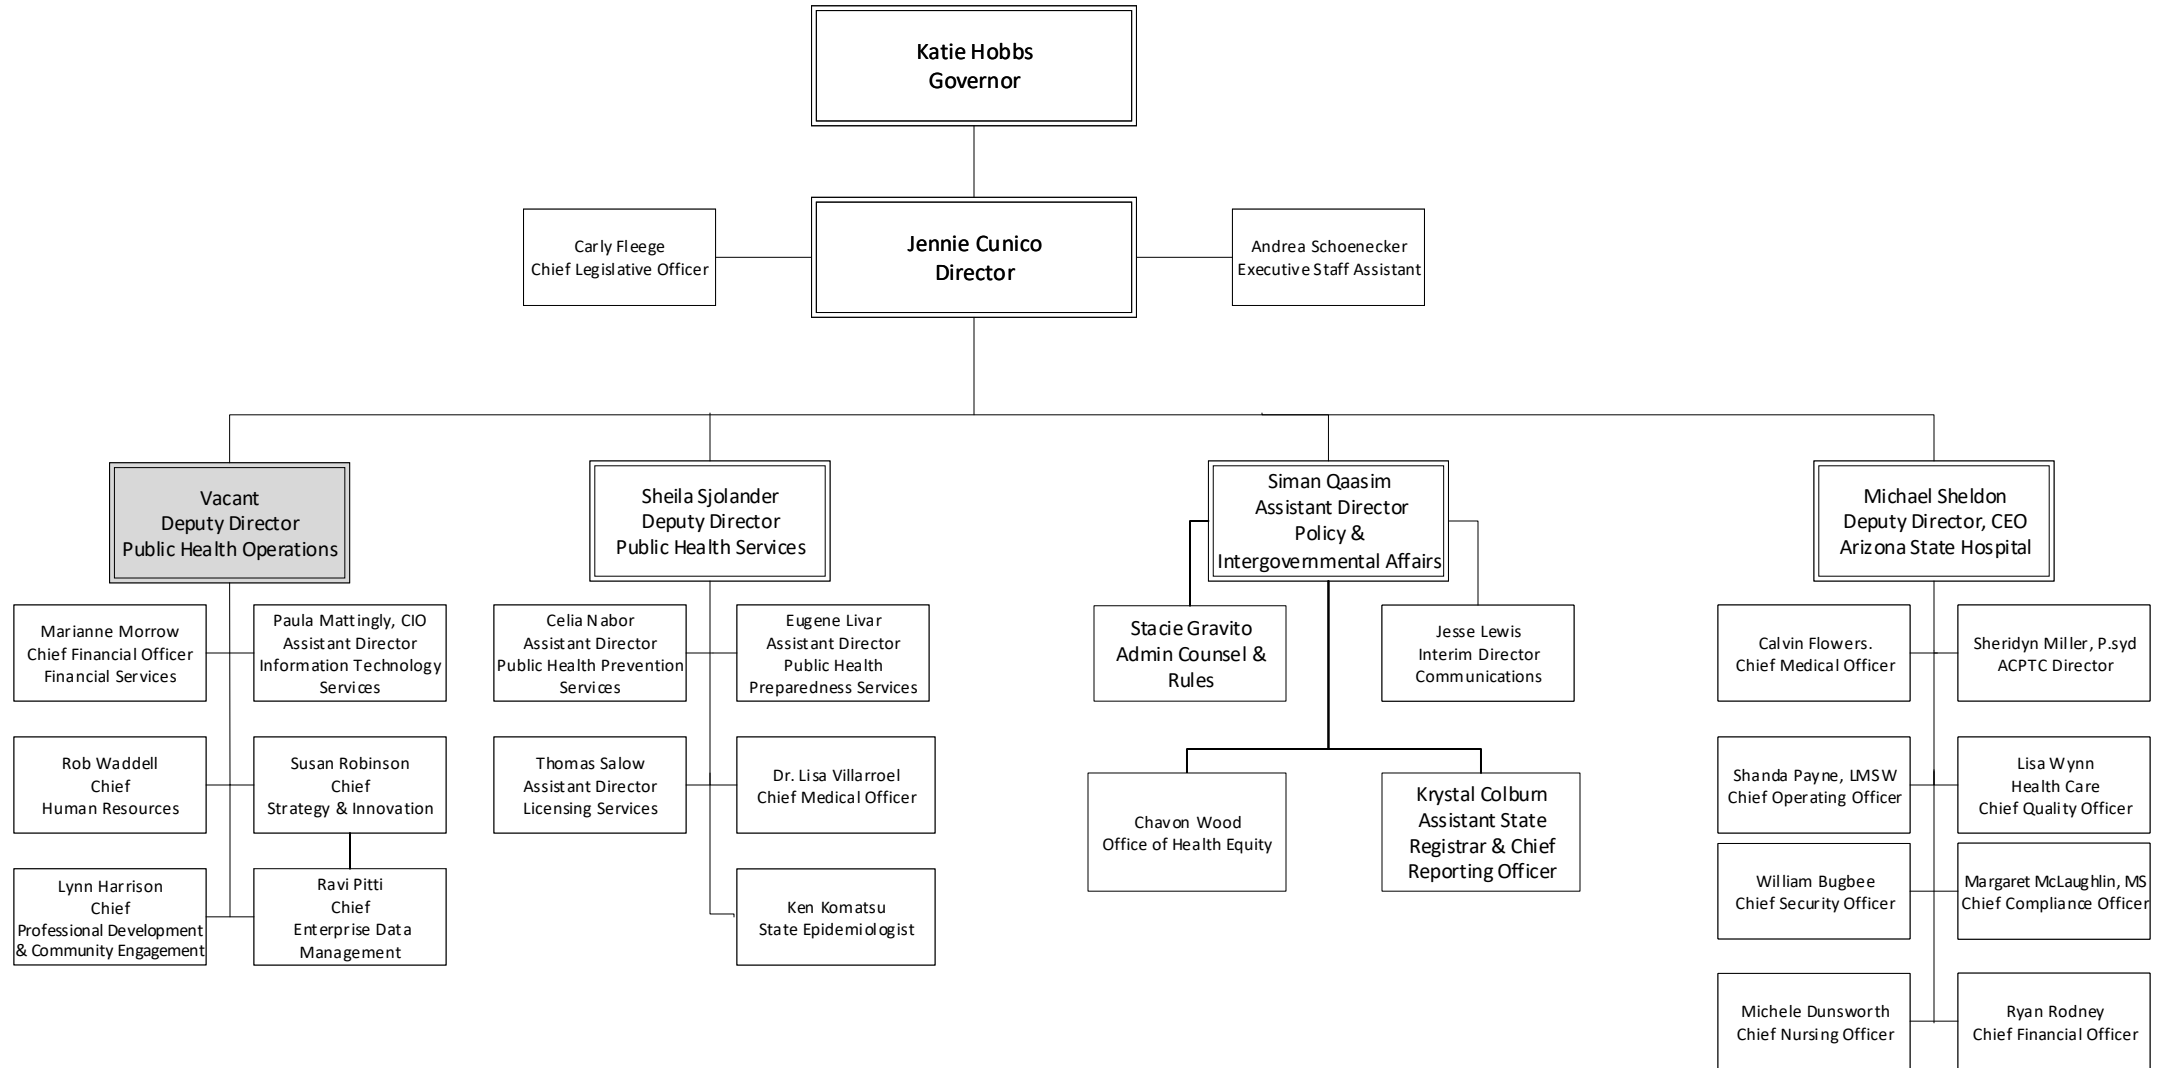 Katie Hobbs
Governor
Carly Fleege
Chief Legislative Officer
Jennie Cunico
Director
Andrea Schoenecker
Executive Staff Assistant
Vacant
Deputy Director
Public Health Operations
Sheila Sjolander
Deputy Director
Public Health Services
Siman Qaasim
Assistant Director
Policy &
Intergovernmental Affairs
Michael Sheldon
Deputy Director, CEO
Arizona State Hospital
Marianne Morrow
Chief Financial Officer
Financial Services
Paula Mattingly, CIO
Assistant Director
Information Technology
Services
Celia Nabor
Assistant Director
Public Health Prevention
Services
Eugene Livar
Assistant Director
Public Health
Preparedness Services
Stacie Gravito
Admin Counsel &
Rules
Jesse Lewis
Interim Director
Communications
Calvin Flowers.
Chief Medical Officer
Sheridyn Miller, P.syd
ACPTC Director
Rob Waddell
Chief
Human Resources
Susan Robinson
Chief
Strategy & Innovation
Thomas Salow
Assistant Director
Licensing Services
Dr. Lisa Villarroel
Chief Medical Officer
Chavon Wood
Office of Health Equity
Krystal Colburn
Assistant State
Registrar & Chief
Reporting Officer
Shanda Payne, LMSW
Chief Operating Officer
Lisa Wynn
Health Care
Chief Quality Officer
Lynn Harrison
Chief
Professional Development
& Community Engagement
Ravi Pitti
Chief
Enterprise Data
Management
Ken Komatsu
State Epidemiologist
William Bugbee
Chief Security Officer
Margaret McLaughlin, MS
Chief Compliance Officer
Michele Dunsworth
Chief Nursing Officer
Ryan Rodney
Chief Financial Officer